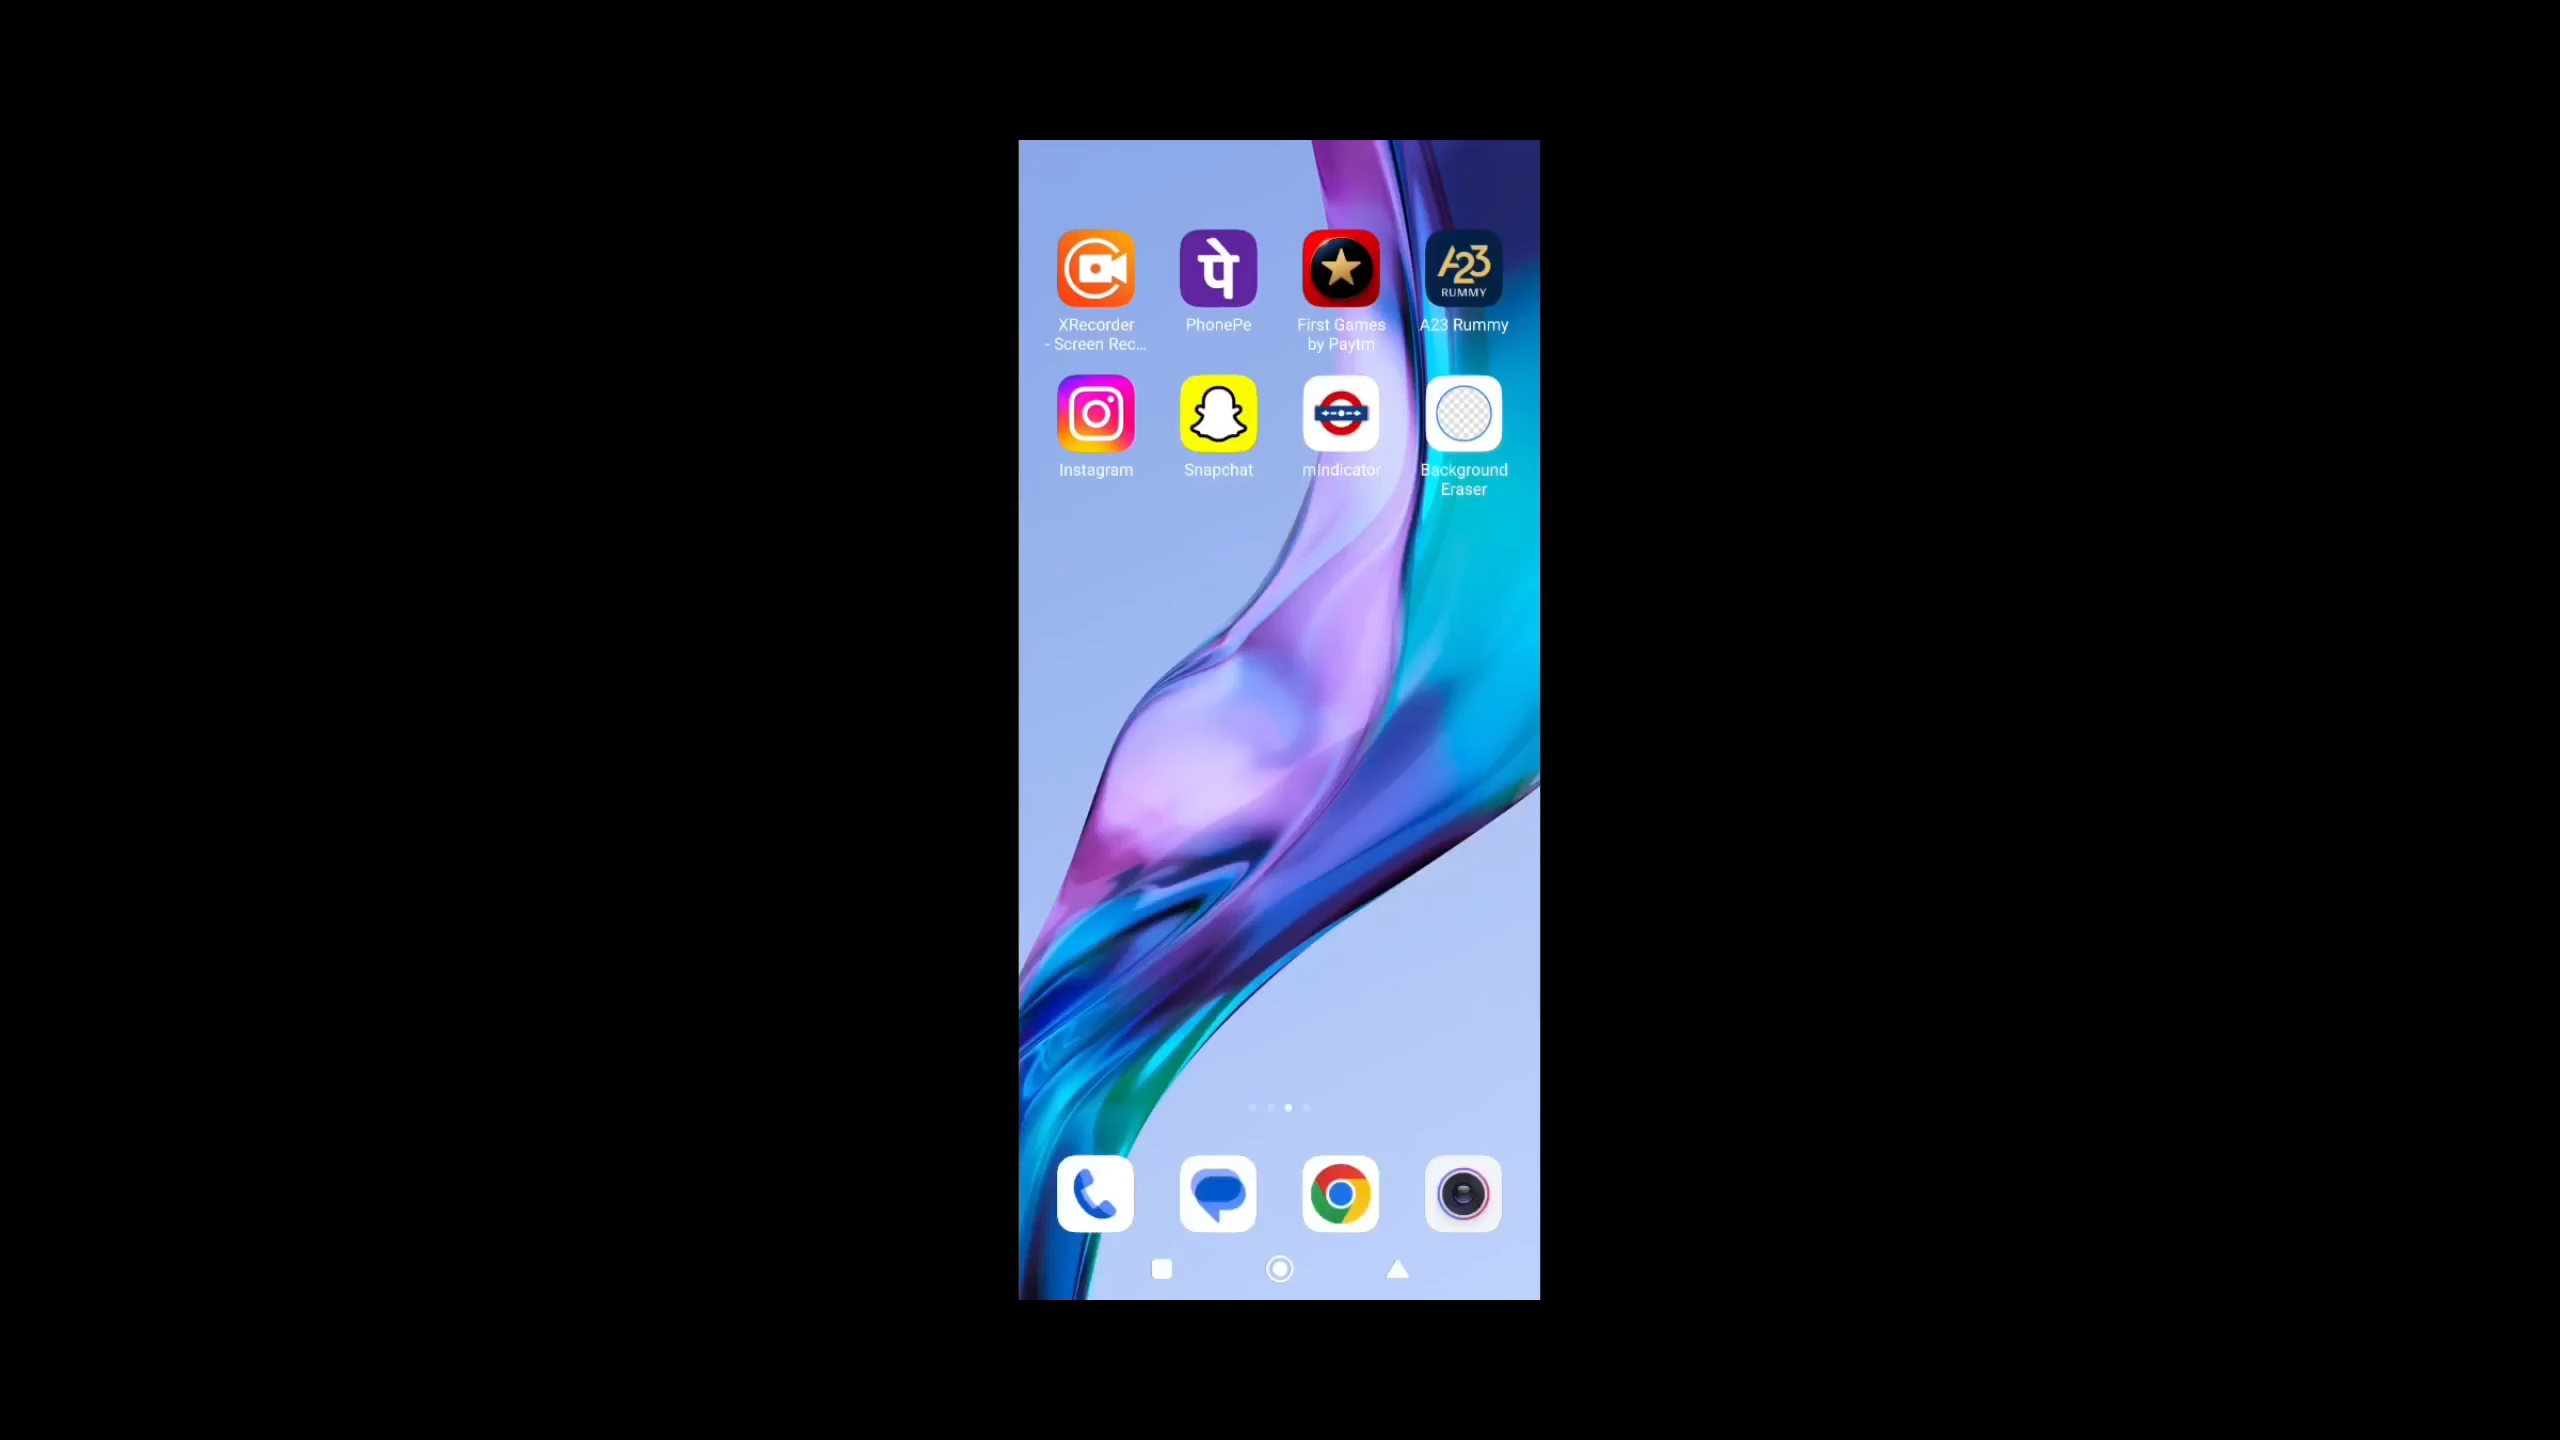 पे
A23
RUMMY
XRecorder
- Screen Rec...
PhonePe
First Games
by Paytm
A23 Rummy
Instagram
Snapchat
mIndicator
Background
Eraser